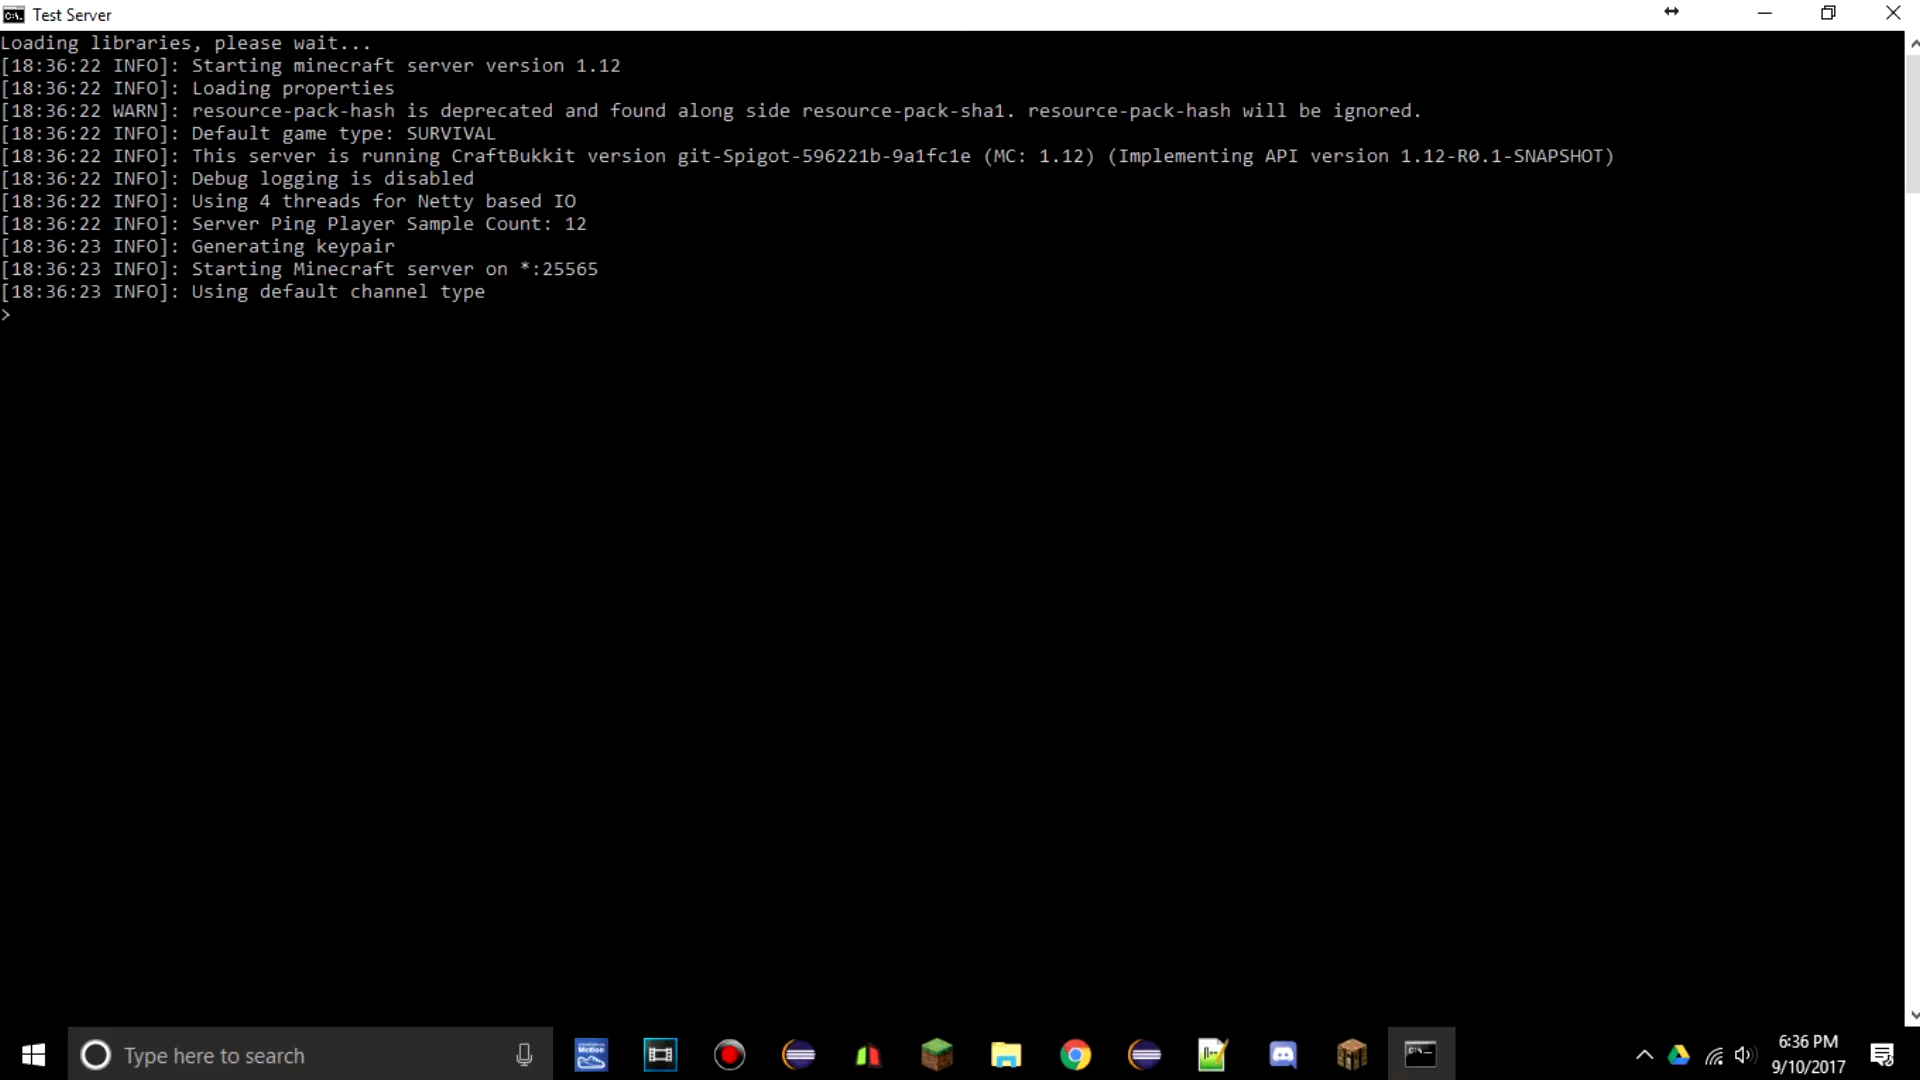 Test Server
Loading libraries, please wait...
[18:36:22 INFO]: Starting minecraft server version 1.12
[18:36:22 INFO]: Loading properties
[18:36:22 WARN]: resource-pack-hash is deprecated and found along side resource-pack-sha1. resource-pack-hash will be ignored.
[18:36:22 INFO]: Default game type: SURVIVAL
[18:36:22 INFO]: This server is running CraftBukkit version git-Spigot-596221b-9a1fc1e (MC: 1.12) (Implementing API version 1.12-R0.1-SNAPSHOT)
[18:36:22 INFO]: Debug logging is disabled
[18:36:22 INFO]: Using 4 threads for Netty based IO
[18:36:22 INFO]: Server Ping Player Sample Count: 12
[18:36:23 INFO]: Generating keypair
[18:36:23 INFO]: Starting Minecraft server on *:25565
[18:36:23 INFO]: Using default channel type
>
Type here to search
Motion
6:36 PM
9/10/2017